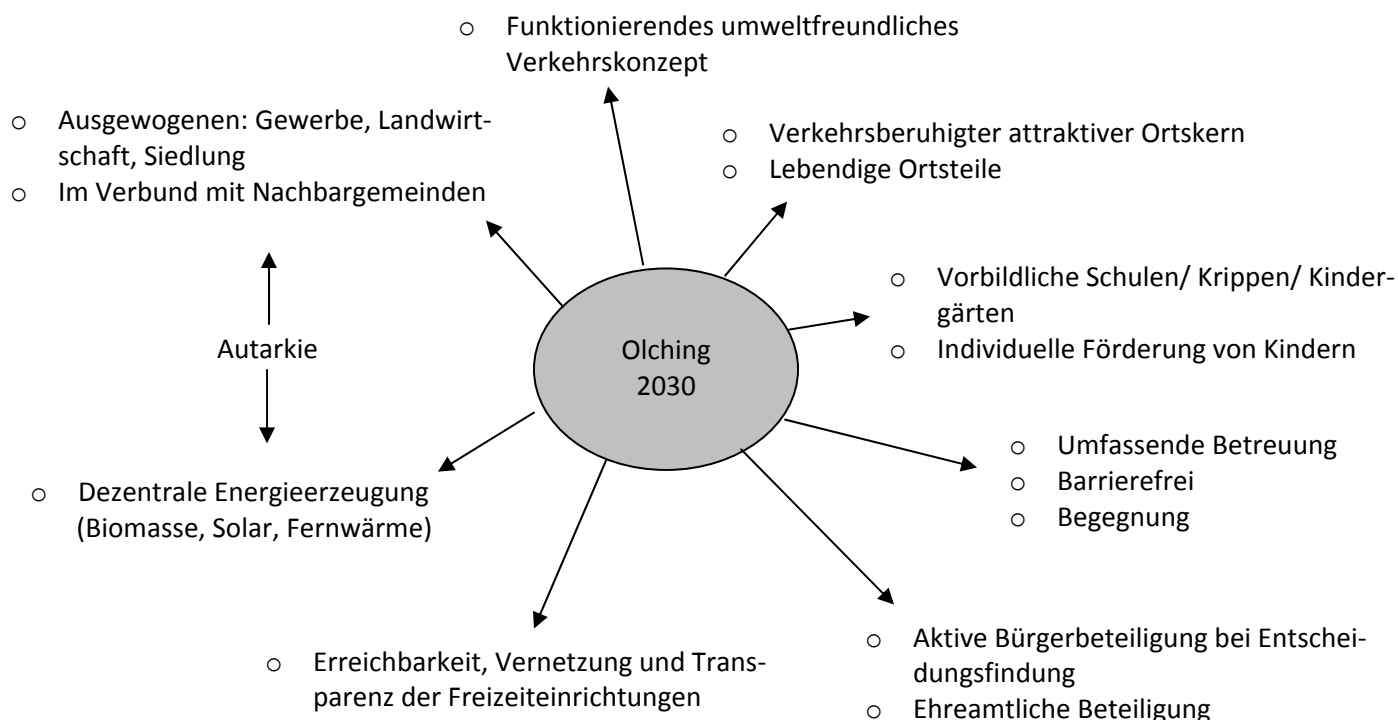 o Funktionierendes umweltfreundliches
Verkehrskonzept
o Ausgewogenen: Gewerbe, Landwirt-
schaft, Siedlung
o Im Verbund mit Nachbargemeinden
o Verkehrsberuhigter attraktiver Ortskern
o Lebendige Ortsteile
o Vorbildliche Schulen/ Krippen/ Kinder-
gärten
o Individuelle Förderung von Kindern
Autarkie
Olching
2030
o Umfassende Betreuung
o Barrierefrei
o Begegnung
o Dezentrale Energieerzeugung
(Biomasse, Solar, Fernwärme)
o Erreichbarkeit, Vernetzung und Trans-
parenz der Freizeiteinrichtungen
o Aktive Bürgerbeteiligung bei Entschei-
dungsfindung
o Ehreamtliche Beteiligung